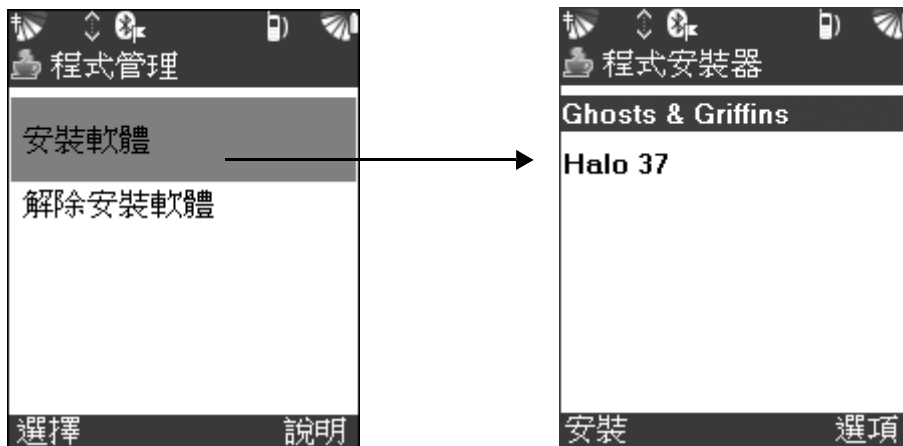 程式管理
安裝軟體
解除安裝軟體
選擇
說明
程式安裝器
Ghosts & Griffins
Halo 37
安裝
選項